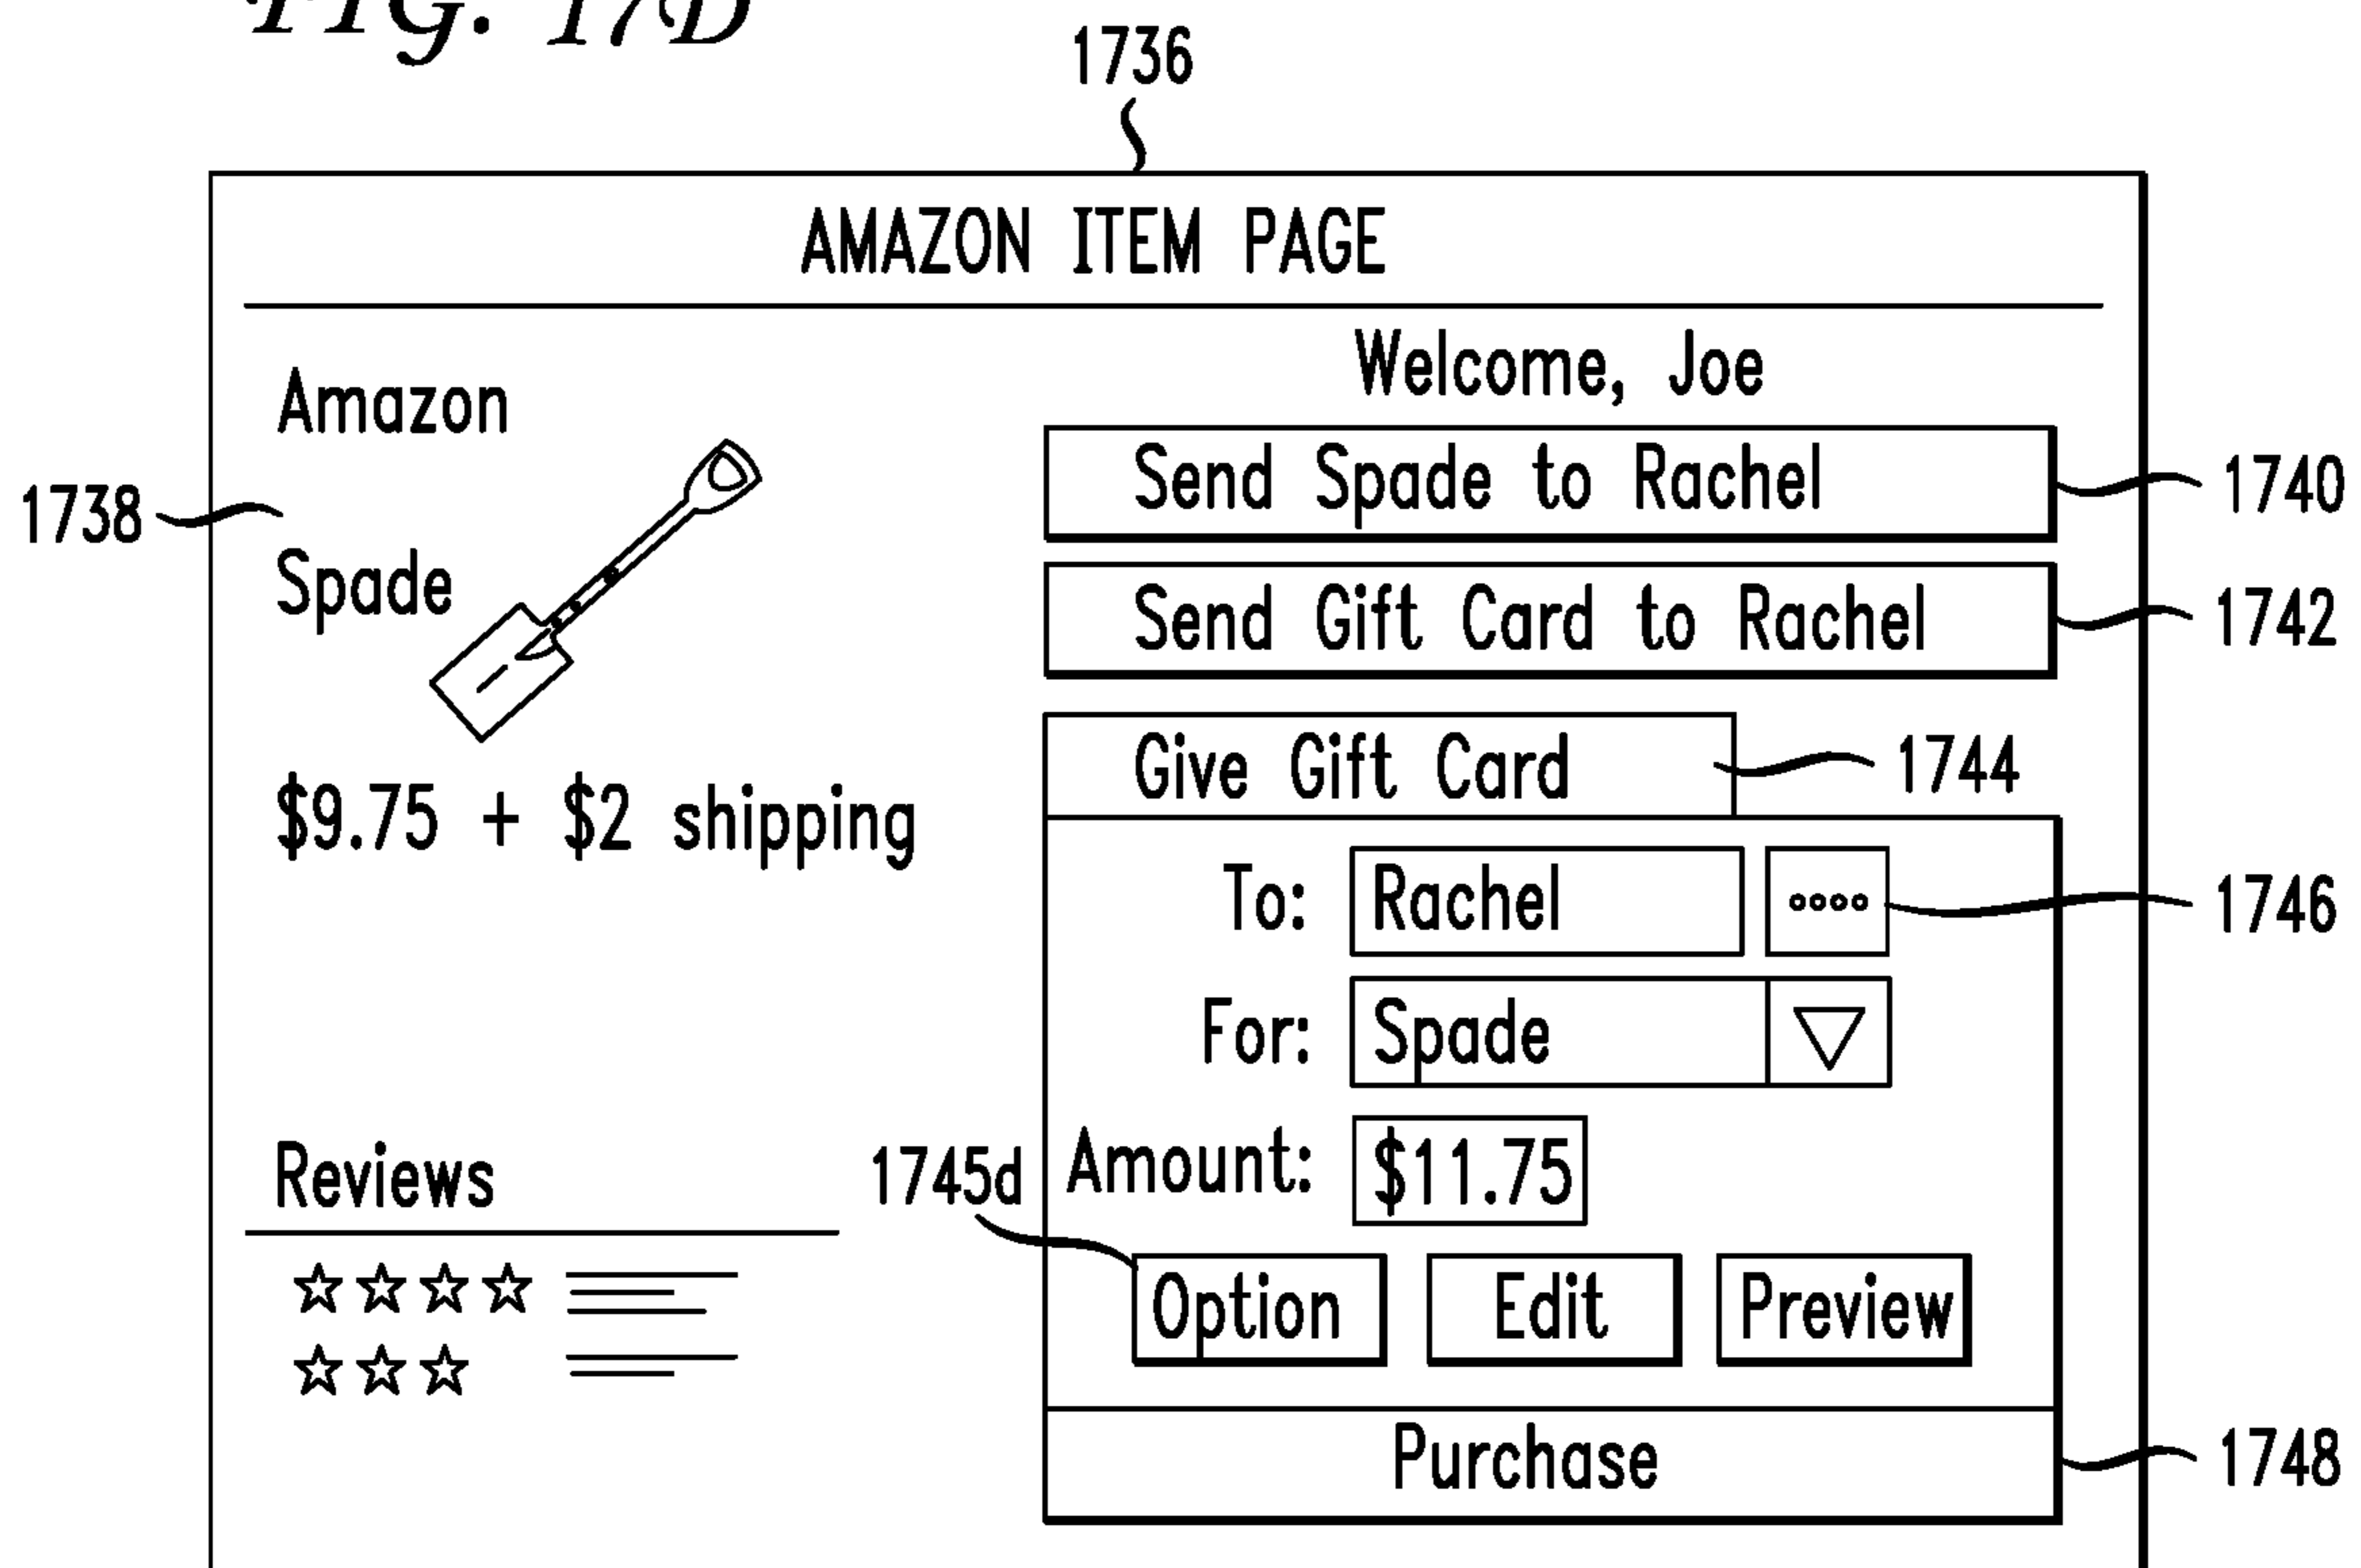 FIG. 17D
1736
AMAZON ITEM PAGE
Welcome, Joe
Amazon
Send Spade to Rachel
1740
1738
Spade
Send Gift Card to Rachel
1742
Give Gift Card
1744
$9.75 + $2 shipping
To: Rachel
1746
For: Spade
Amount: $11.75
Reviews
1745d
Option Edit Preview
Purchase
1748